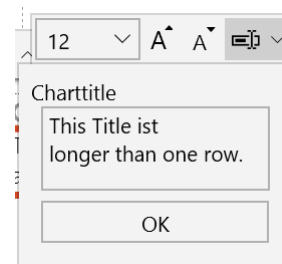 12
A A
Charttitle
This Title ist
longer than one row.
OK